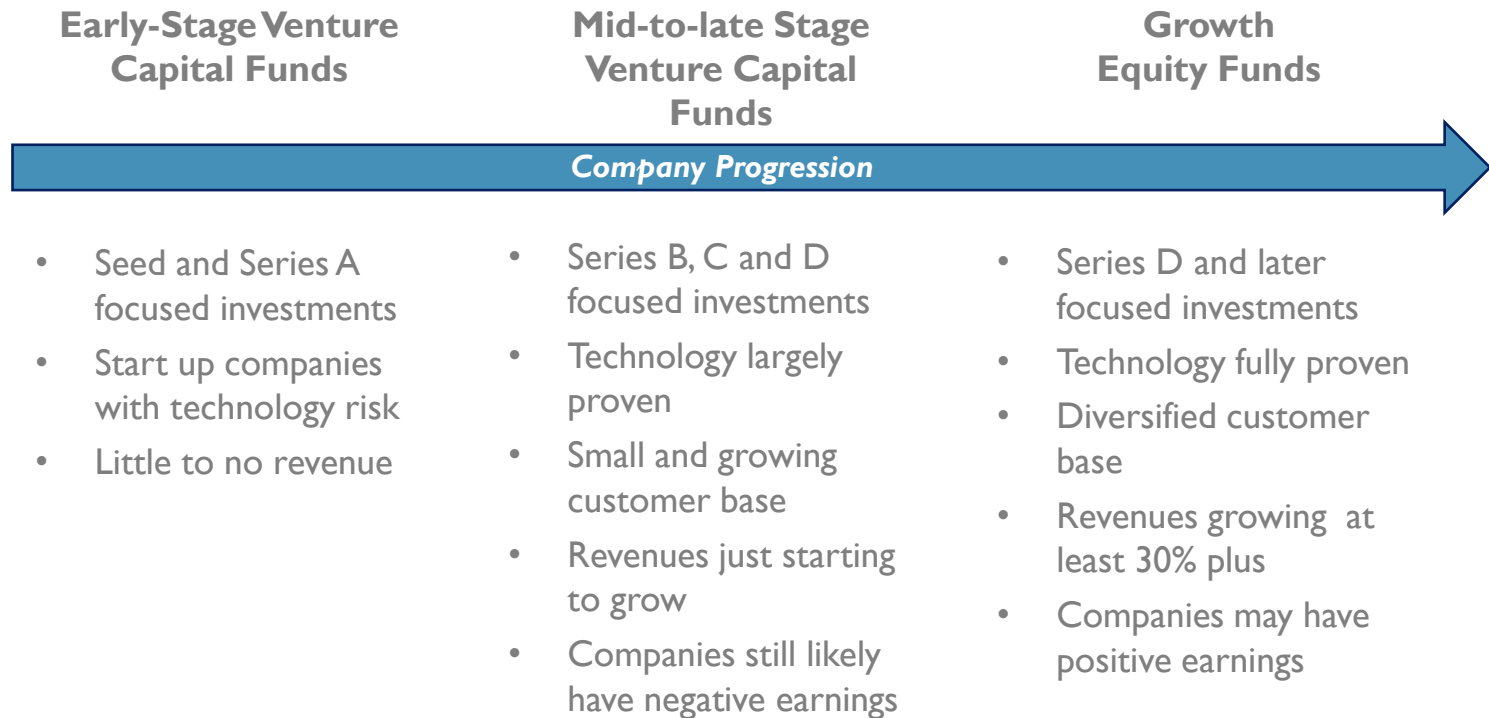 Early-Stage Venture
Capital Funds
Mid-to-late Stage
Venture Capital
Funds
Growth
Equity Funds
Company Progression
• Seed and Series A
focused investments
• Start up companies
with technology risk
• Little to no revenue
• Series B, C and D
focused investments
• Technology largely
proven
• Small and growing
customer base
• Revenues just starting
to grow
• Companies still likely
have negative earnings
• Series D and later
focused investments
• Technology fully proven
• Diversified customer
base
• Revenues growing  at
least 30% plus
• Companies may have
positive earnings